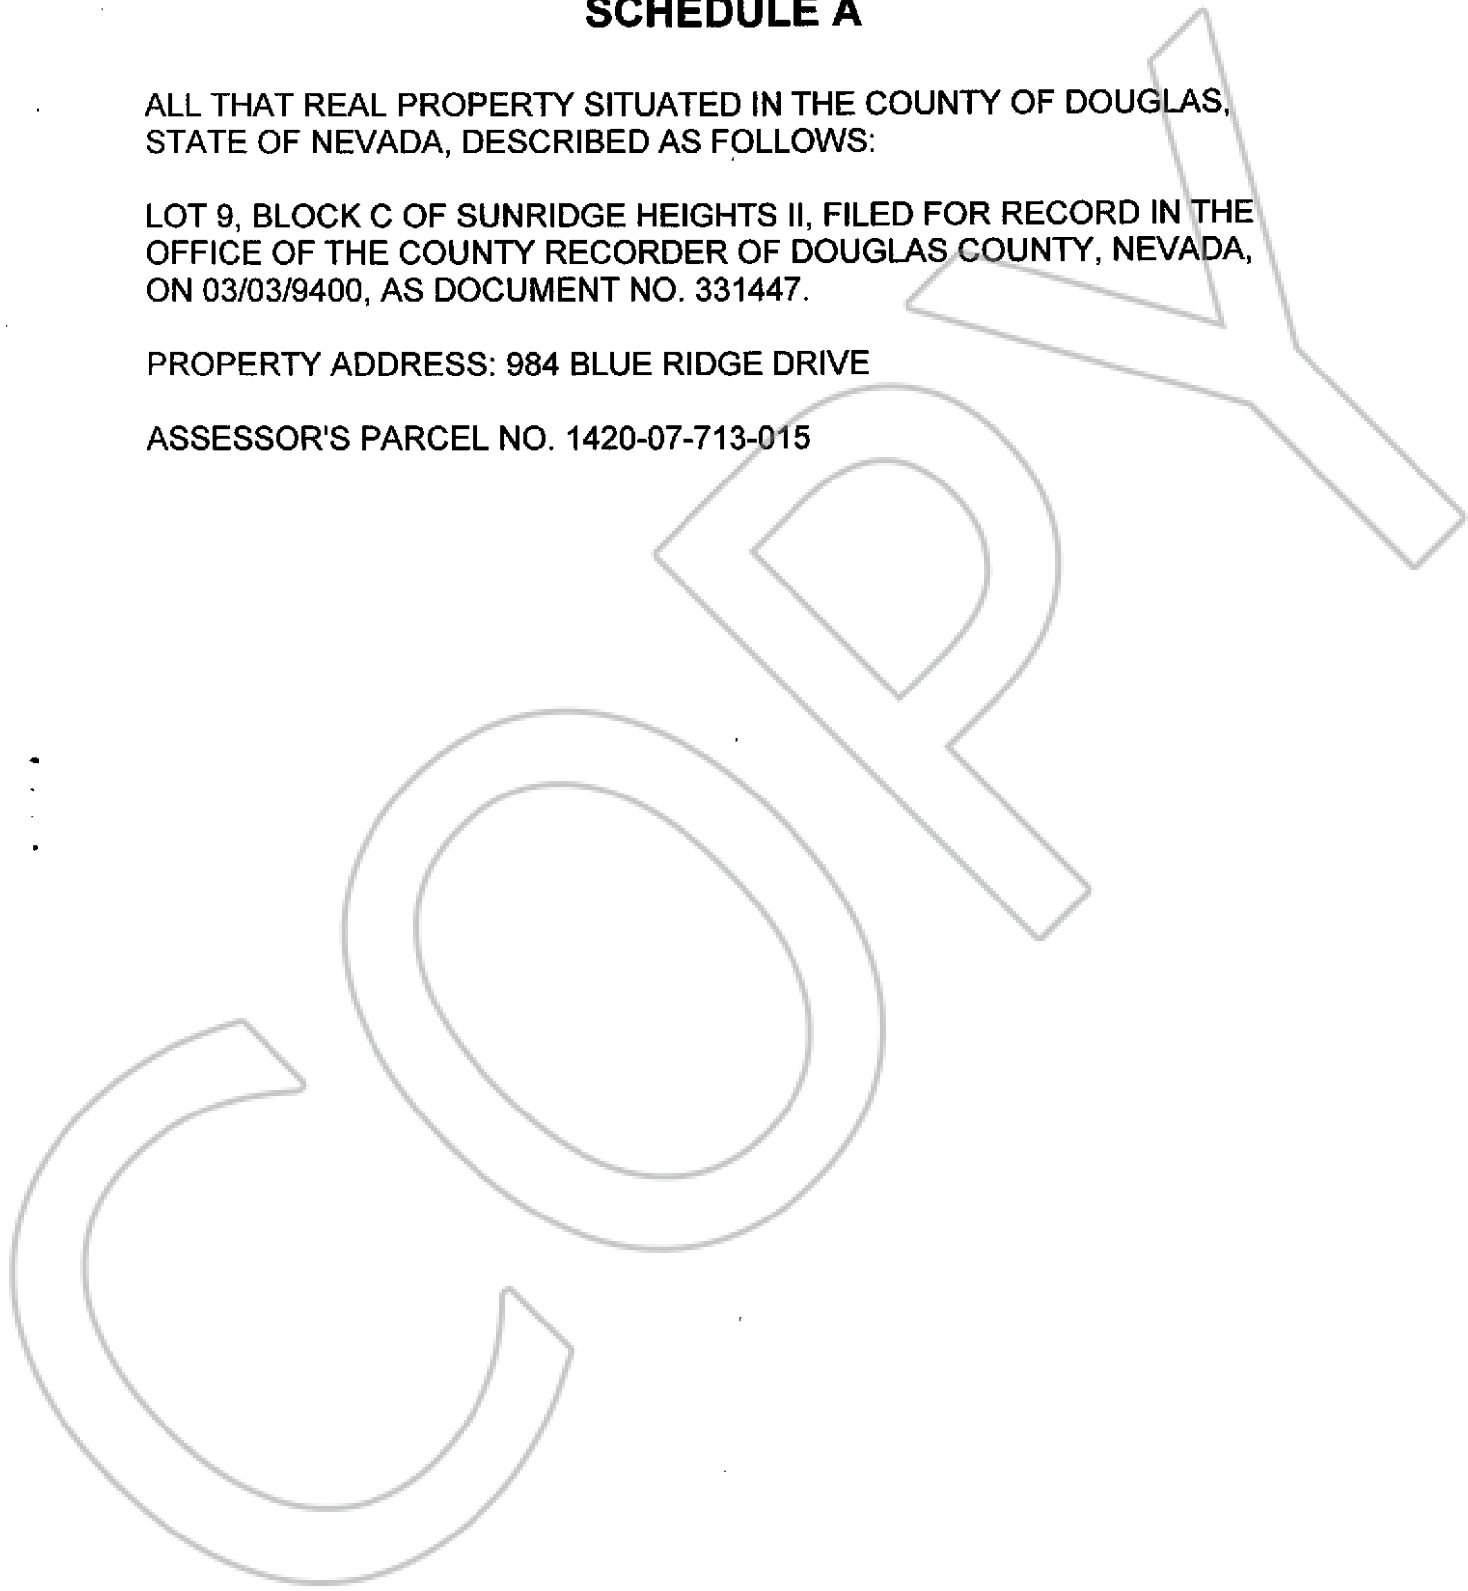 SCHEDULE A
ALL THAT REAL PROPERTY SITUATED IN THE COUNTY OF DOUGLAS,
STATE OF NEVADA, DESCRIBED AS FOLLOWS:
LOT 9, BLOCK C OF SUNRIDGE HEIGHTS II, FILED FOR RECORD IN THE
OFFICE OF THE COUNTY RECORDER OF DOUGLAS COUNTY, NEVADA,
ON 03/03/9400, AS DOCUMENT NO. 331447.
PROPERTY ADDRESS: 984 BLUE RIDGE DRIVE
ASSESSOR'S PARCEL NO. 1420-07-713-015
COPY